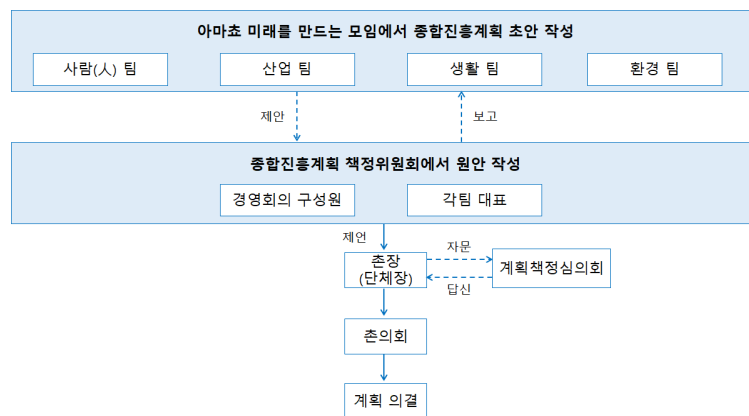 아마쵸 미래를 만드는 모임에서 종합진흥계획 초안 작성
사람(人) 팀
산업 팀
생활 팀
환경 팀
제안
보고
종합진흥계획 책정위원회에서 원안 작성
경영회의 구성원
각팀 대표
제언
촌장
(단체장)
자문
답신
계획책정심의회
촌의회
계획 의결